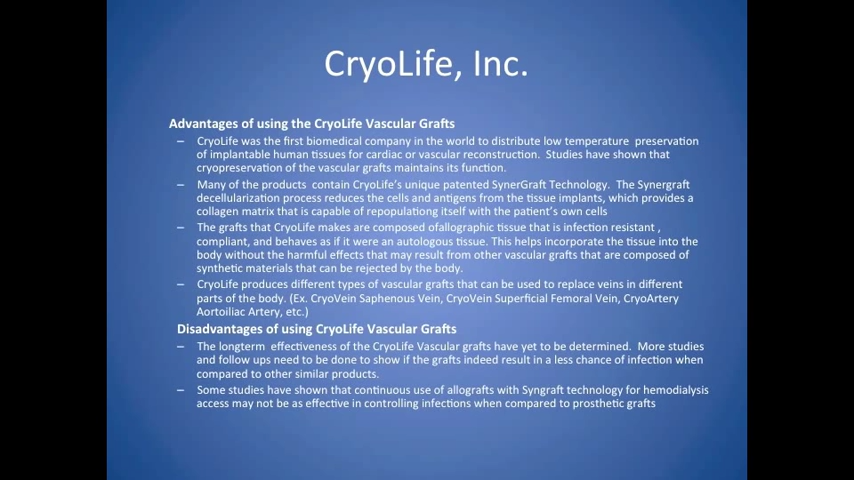 CryoLife, Inc.
Advantages of using the CryoLife Vascular Grafts
– CryoLife was the first biomedical company in the world to distribute low temperature preservation
of implantable human tissues for cardiac or vascular reconstruction. Studies have shown that
cryopreservation of the vascular grafts maintains its function.
– Many of the products contain CryoLife's unique patented SynerGraft Technology. The Synergraft
decellularization process reduces the cells and antigens from the tissue implants, which provides a
collagen matrix that is capable of repopulationg itself with the patient's own cells
– The grafts that CryoLife makes are composed ofallographic tissue that is infection resistant ,
compliant, and behaves as if it were an autologous tissue. This helps incorporate the tissue into the
body without the harmful effects that may result from other vascular grafts that are composed of
synthetic materials that can be rejected by the body.
– CryoLife produces different types of vascular grafts that can be used to replace veins in different
parts of the body. (Ex. CryoVein Saphenous Vein, CryoVein Superficial Femoral Vein, CryoArtery
Aortoiliac Artery, etc.)
Disadvantages of using CryoLife Vascular Grafts
– The longterm effectiveness of the CryoLife Vascular grafts have yet to be determined. More studies
and follow ups need to be done to show if the grafts indeed result in a less chance of infection when
compared to other similar products.
– Some studies have shown that continuous use of allografts with Syngraft technology for hemodialysis
access may not be as effective in controlling infections when compared to prosthetic grafts